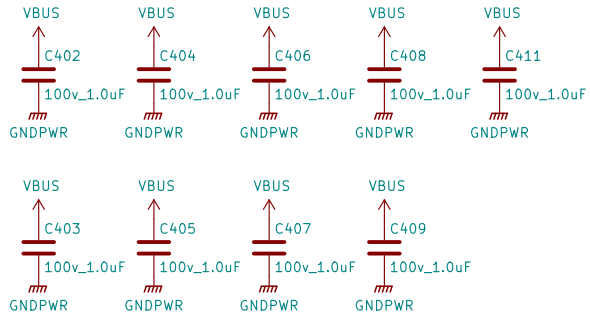 VBUS VBUS VBUS VBUS VBUS
C402 C404 C406 C408 C411
100v_1.0uF 100v_1.0uF 100v_1.0uF 100v_1.0uF 100v_1.0uF
GNDPWR GNDPWR GNDPWR GNDPWR GNDPWR
VBUS VBUS VBUS VBUS
C403 C405 C407 C409
100v_1.0uF 100v_1.0uF 100v_1.0uF 100v_1.0uF
GNDPWR GNDPWR GNDPWR GNDPWR